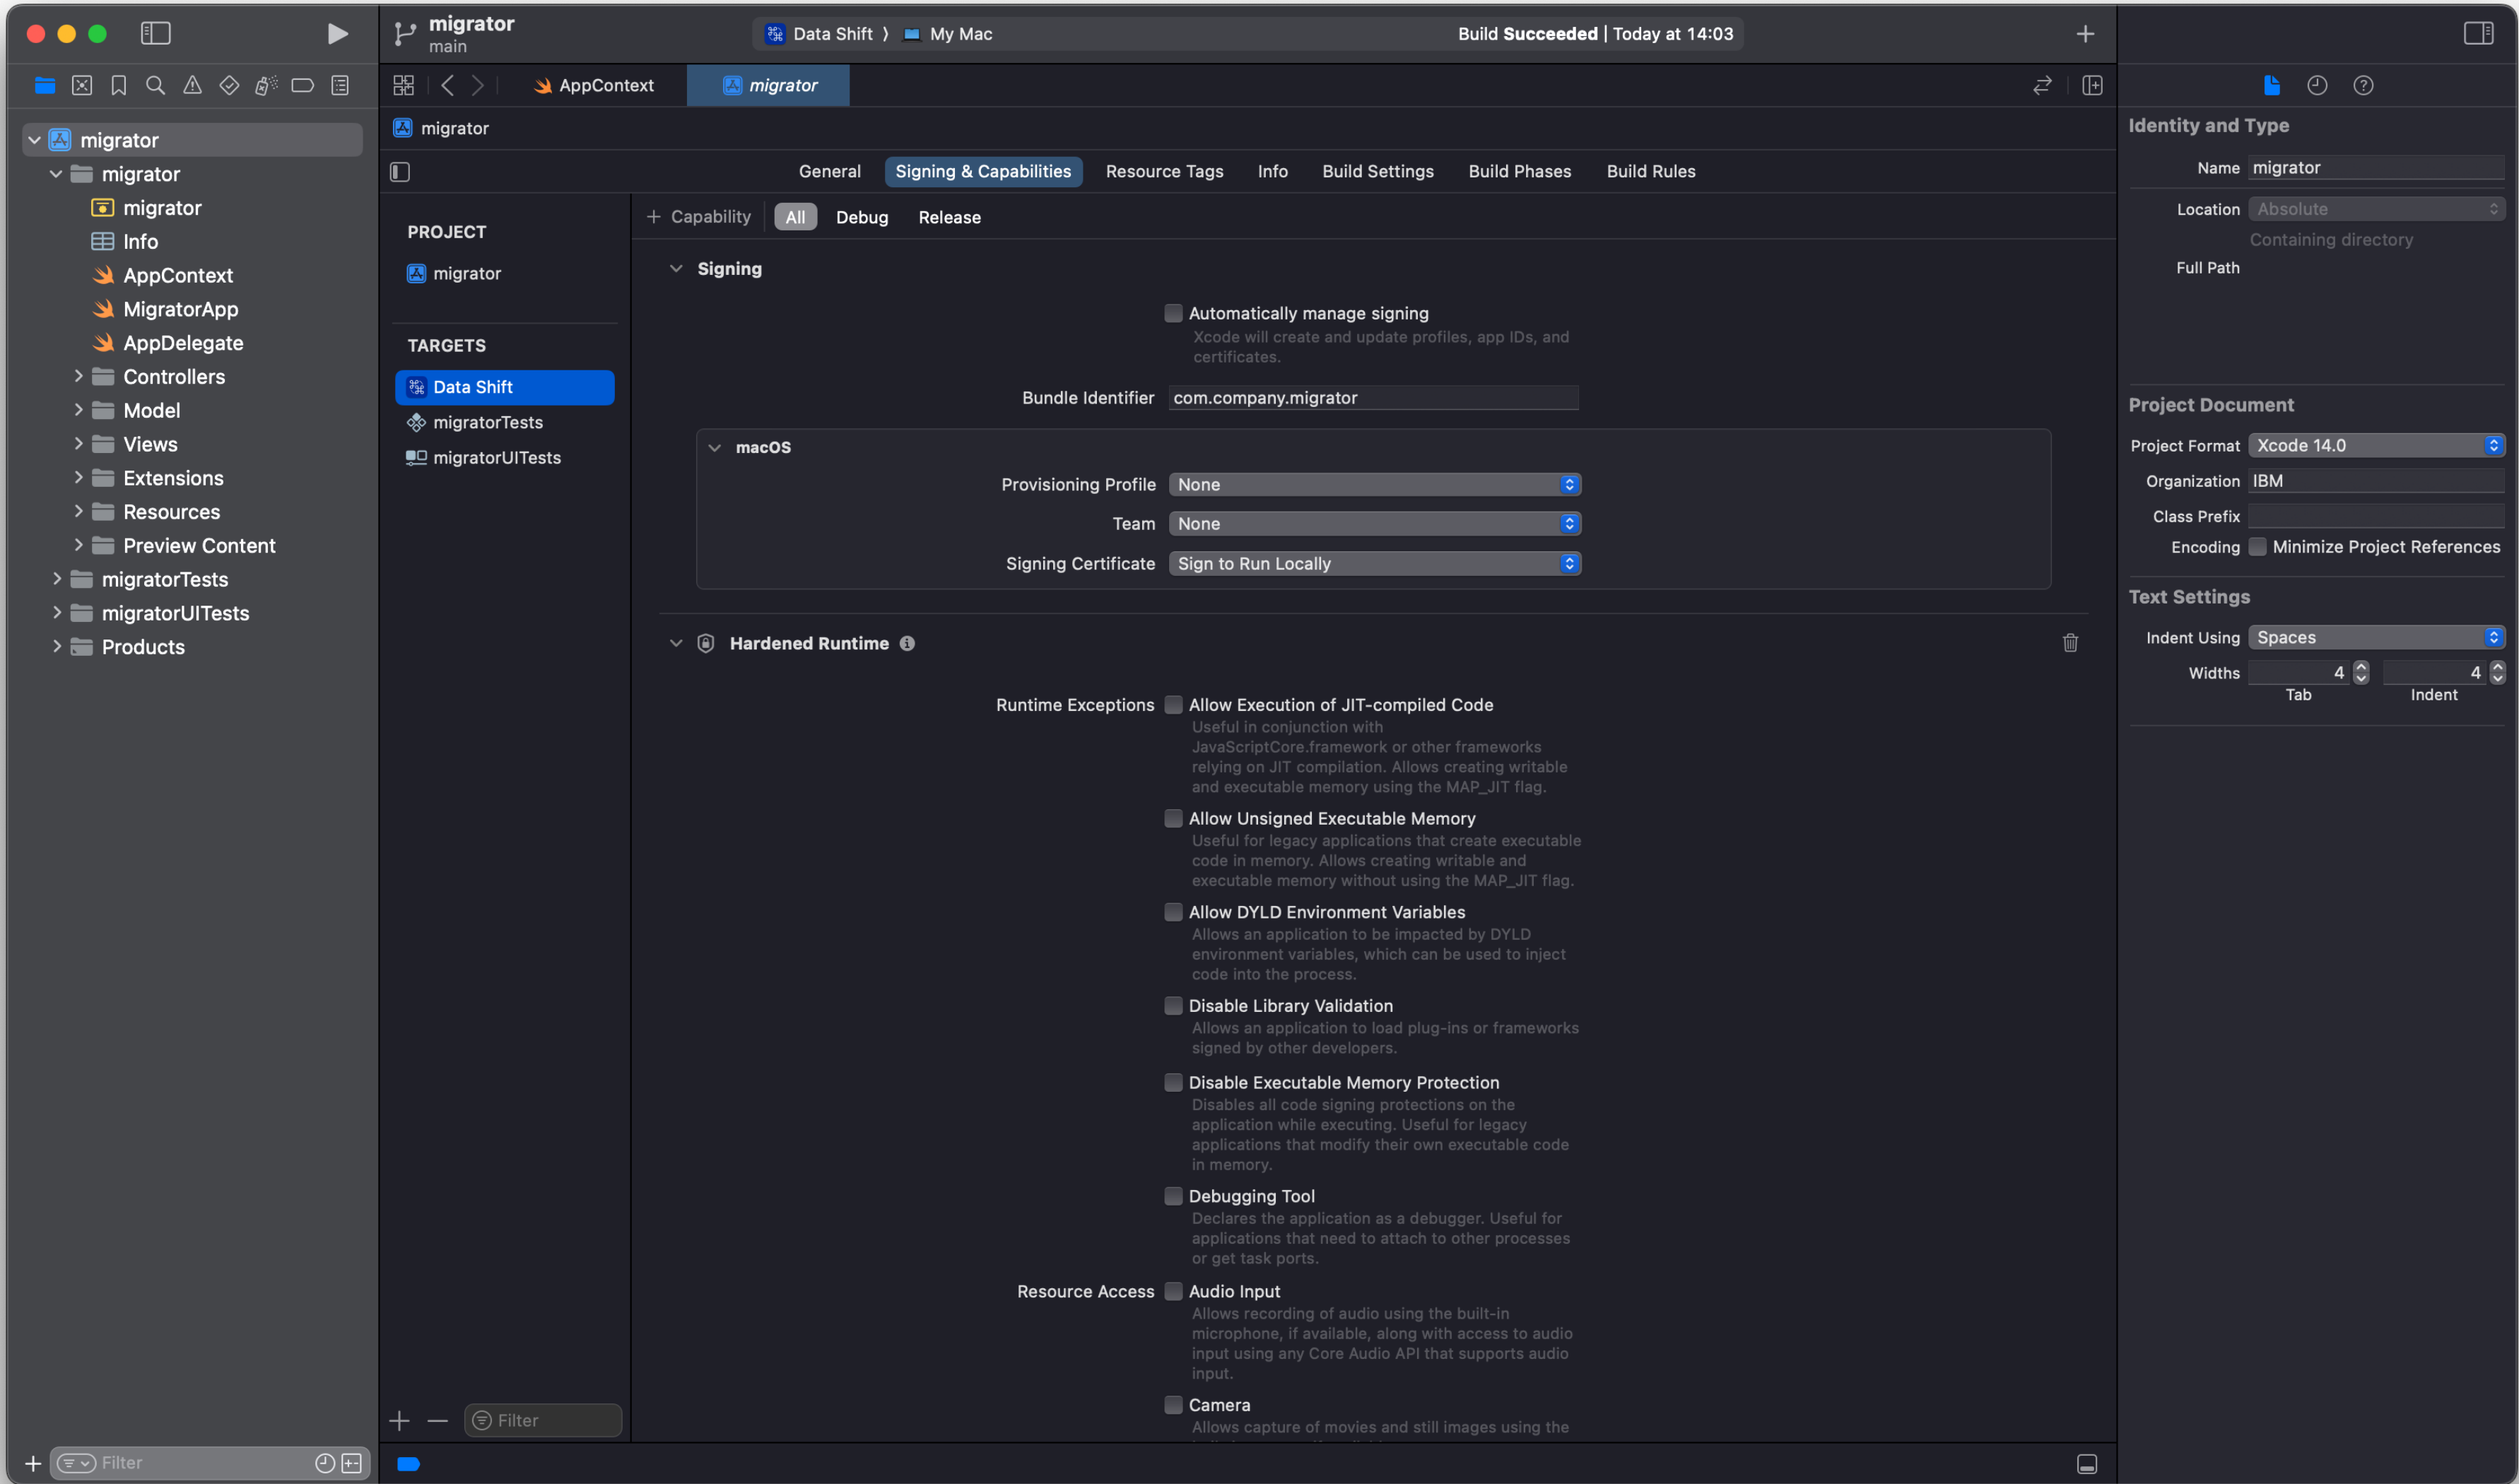 migrator
main
Data Shift ⟩ My Mac
Build Succeeded | Today at 14:03
AppContext
migrator
migrator
migrator
migrator
migrator
Info
AppContext
MigratorApp
AppDelegate
Controllers
Model
Views
Extensions
Resources
Preview Content
migratorTests
migratorUITests
Products
Filter
General
Signing & Capabilities
Resource Tags
Info
Build Settings
Build Phases
Build Rules
PROJECT
migrator
TARGETS
Data Shift
migratorTests
migratorUITests
Filter
+ Capability
All
Debug
Release
Signing
Automatically manage signing
Xcode will create and update profiles, app IDs, and
certificates.
Bundle Identifier com.company.migrator
macOS
Provisioning Profile None
Team None
Signing Certificate Sign to Run Locally
Hardened Runtime
Runtime Exceptions Allow Execution of JIT-compiled Code
Useful in conjunction with
JavaScriptCore.framework or other frameworks
relying on JIT compilation. Allows creating writable
and executable memory using the MAP_JIT flag.
Allow Unsigned Executable Memory
Useful for legacy applications that create executable
code in memory. Allows creating writable and
executable memory without using the MAP_JIT flag.
Allow DYLD Environment Variables
Allows an application to be impacted by DYLD
environment variables, which can be used to inject
code into the process.
Disable Library Validation
Allows an application to load plug-ins or frameworks
signed by other developers.
Disable Executable Memory Protection
Disables all code signing protections on the
application while executing. Useful for legacy
applications that modify their own executable code
in memory.
Debugging Tool
Declares the application as a debugger. Useful for
applications that need to attach to other processes
or get task ports.
Resource Access Audio Input
Allows recording of audio using the built-in
microphone, if available, along with access to audio
input using any Core Audio API that supports audio
input.
Camera
Allows capture of movies and still images using the
Identity and Type
Name migrator
Location Absolute
Containing directory
Full Path
Project Document
Project Format Xcode 14.0
Organization IBM
Class Prefix
Encoding Minimize Project References
Text Settings
Indent Using Spaces
Widths 4 4
Tab Indent